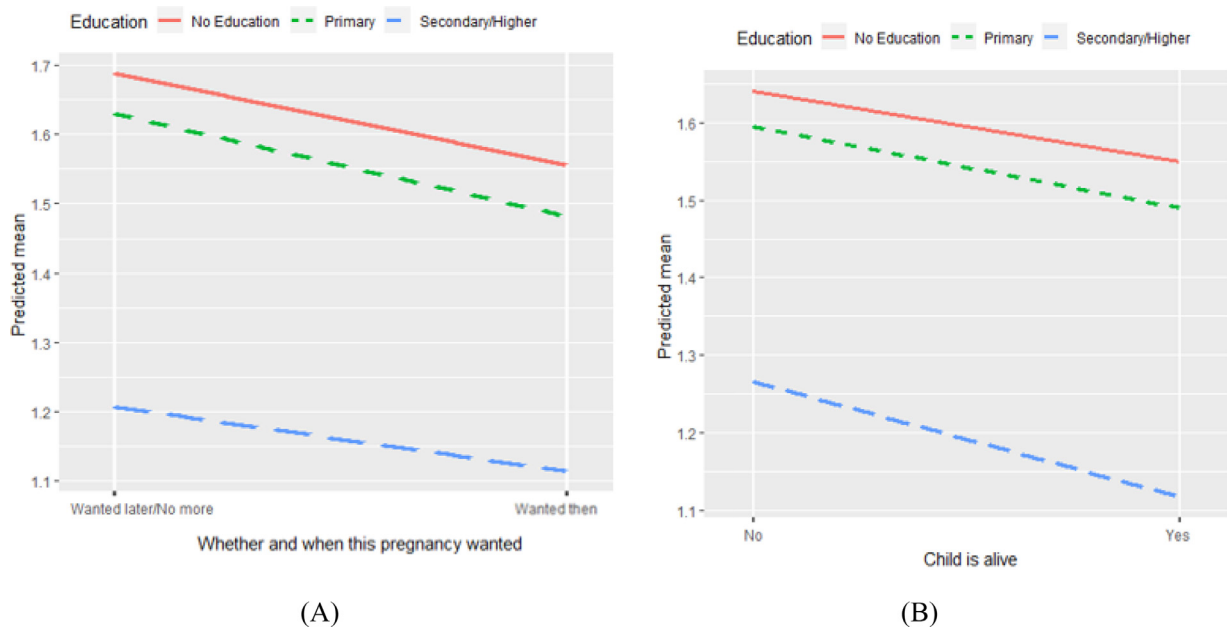 Education No Education Primary Secondary/Higher
1.7
1.6
1.5
1.4
1.3
1.2
1.1
Predicted mean
Wanted later/No more Wanted then
Whether and when this pregnancy wanted
(A)
Education No Education Primary Secondary/Higher
1.6
1.5
1.4
1.3
1.2
1.1
Predicted mean
No Yes
Child is alive
(B)